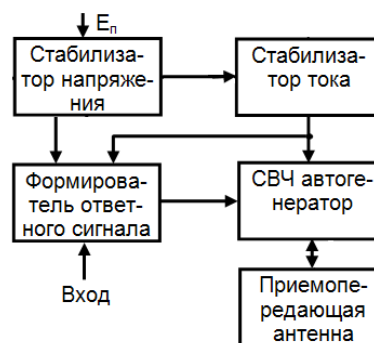 Eп
Стабилиза-
тор напряже-
ния
Стабилиза-
тор тока
Формирова-
тель ответ-
ного сигнала
СВЧ автоге-
нератор
Вход
Приемопе-
редающая
антенна